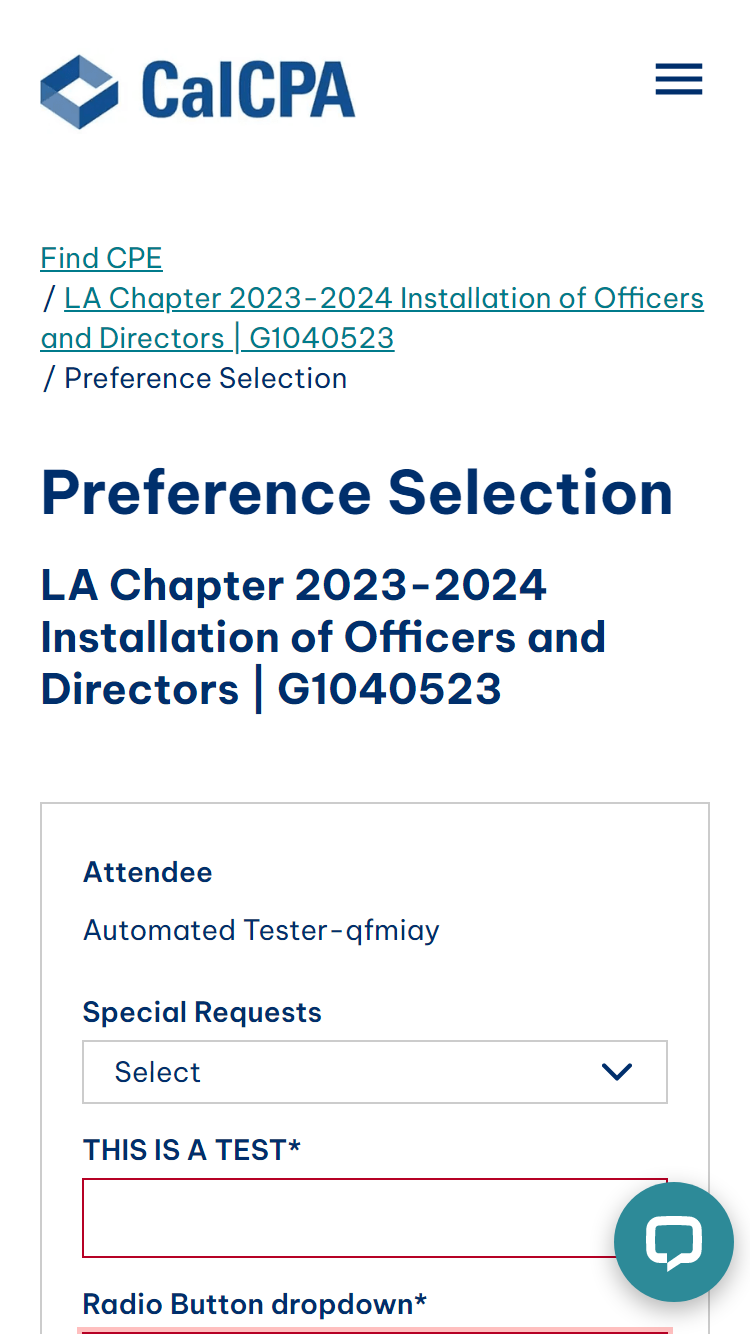 CalCPA
Find CPE
/ LA Chapter 2023-2024 Installation of Officers
and Directors | G1040523
/ Preference Selection
Preference Selection
LA Chapter 2023-2024
Installation of Officers and
Directors | G1040523
Attendee
Automated Tester-qfmiay
Special Requests
Select
THIS IS A TEST*
Radio Button dropdown*